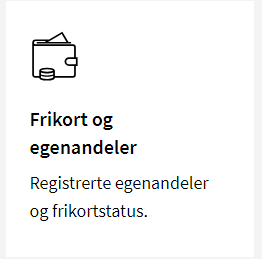 Frikort og
egenandeler
Registrerte egenandeler
og frikortstatus.